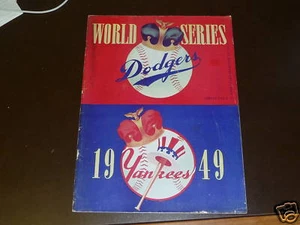 WORLD SERIES
Dodgers
19 49
Yankees